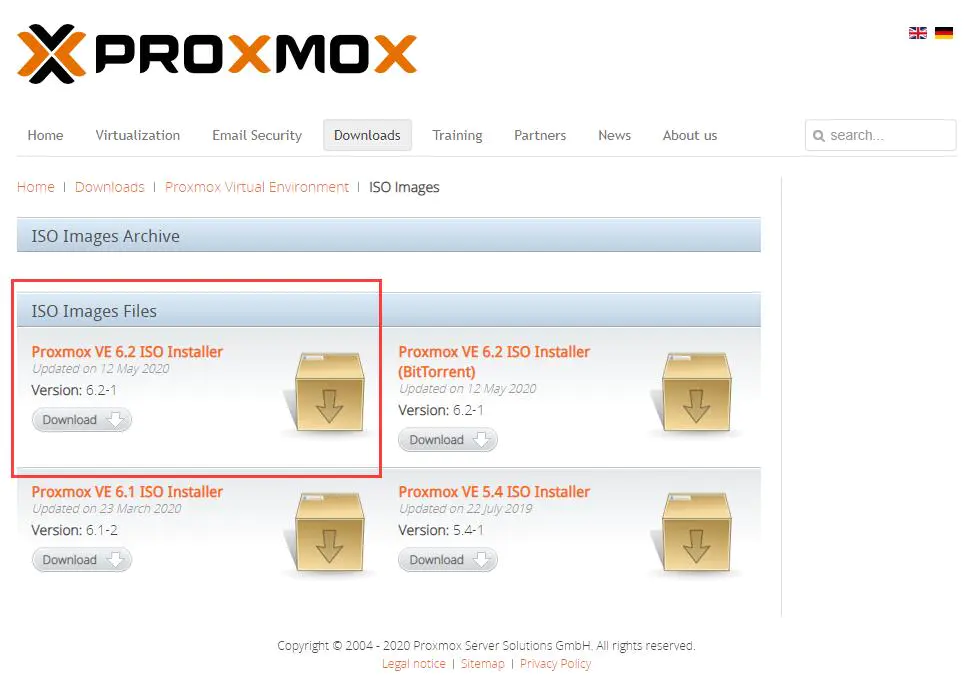 PROXMOX
Home Virtualization Email Security Downloads Training Partners News About us search...
Home | Downloads | Proxmox Virtual Environment | ISO Images
ISO Images Archive
ISO Images Files
Proxmox VE 6.2 ISO Installer
Updated on 12 May 2020
Version: 6.2-1
Download
Proxmox VE 6.2 ISO Installer
(BitTorrent)
Updated on 12 May 2020
Version: 6.2-1
Download
Proxmox VE 6.1 ISO Installer
Updated on 23 March 2020
Version: 6.1-2
Download
Proxmox VE 5.4 ISO Installer
Updated on 22 July 2019
Version: 5.4-1
Download
Copyright © 2004 - 2020 Proxmox Server Solutions GmbH. All rights reserved.
Legal notice | Sitemap | Privacy Policy